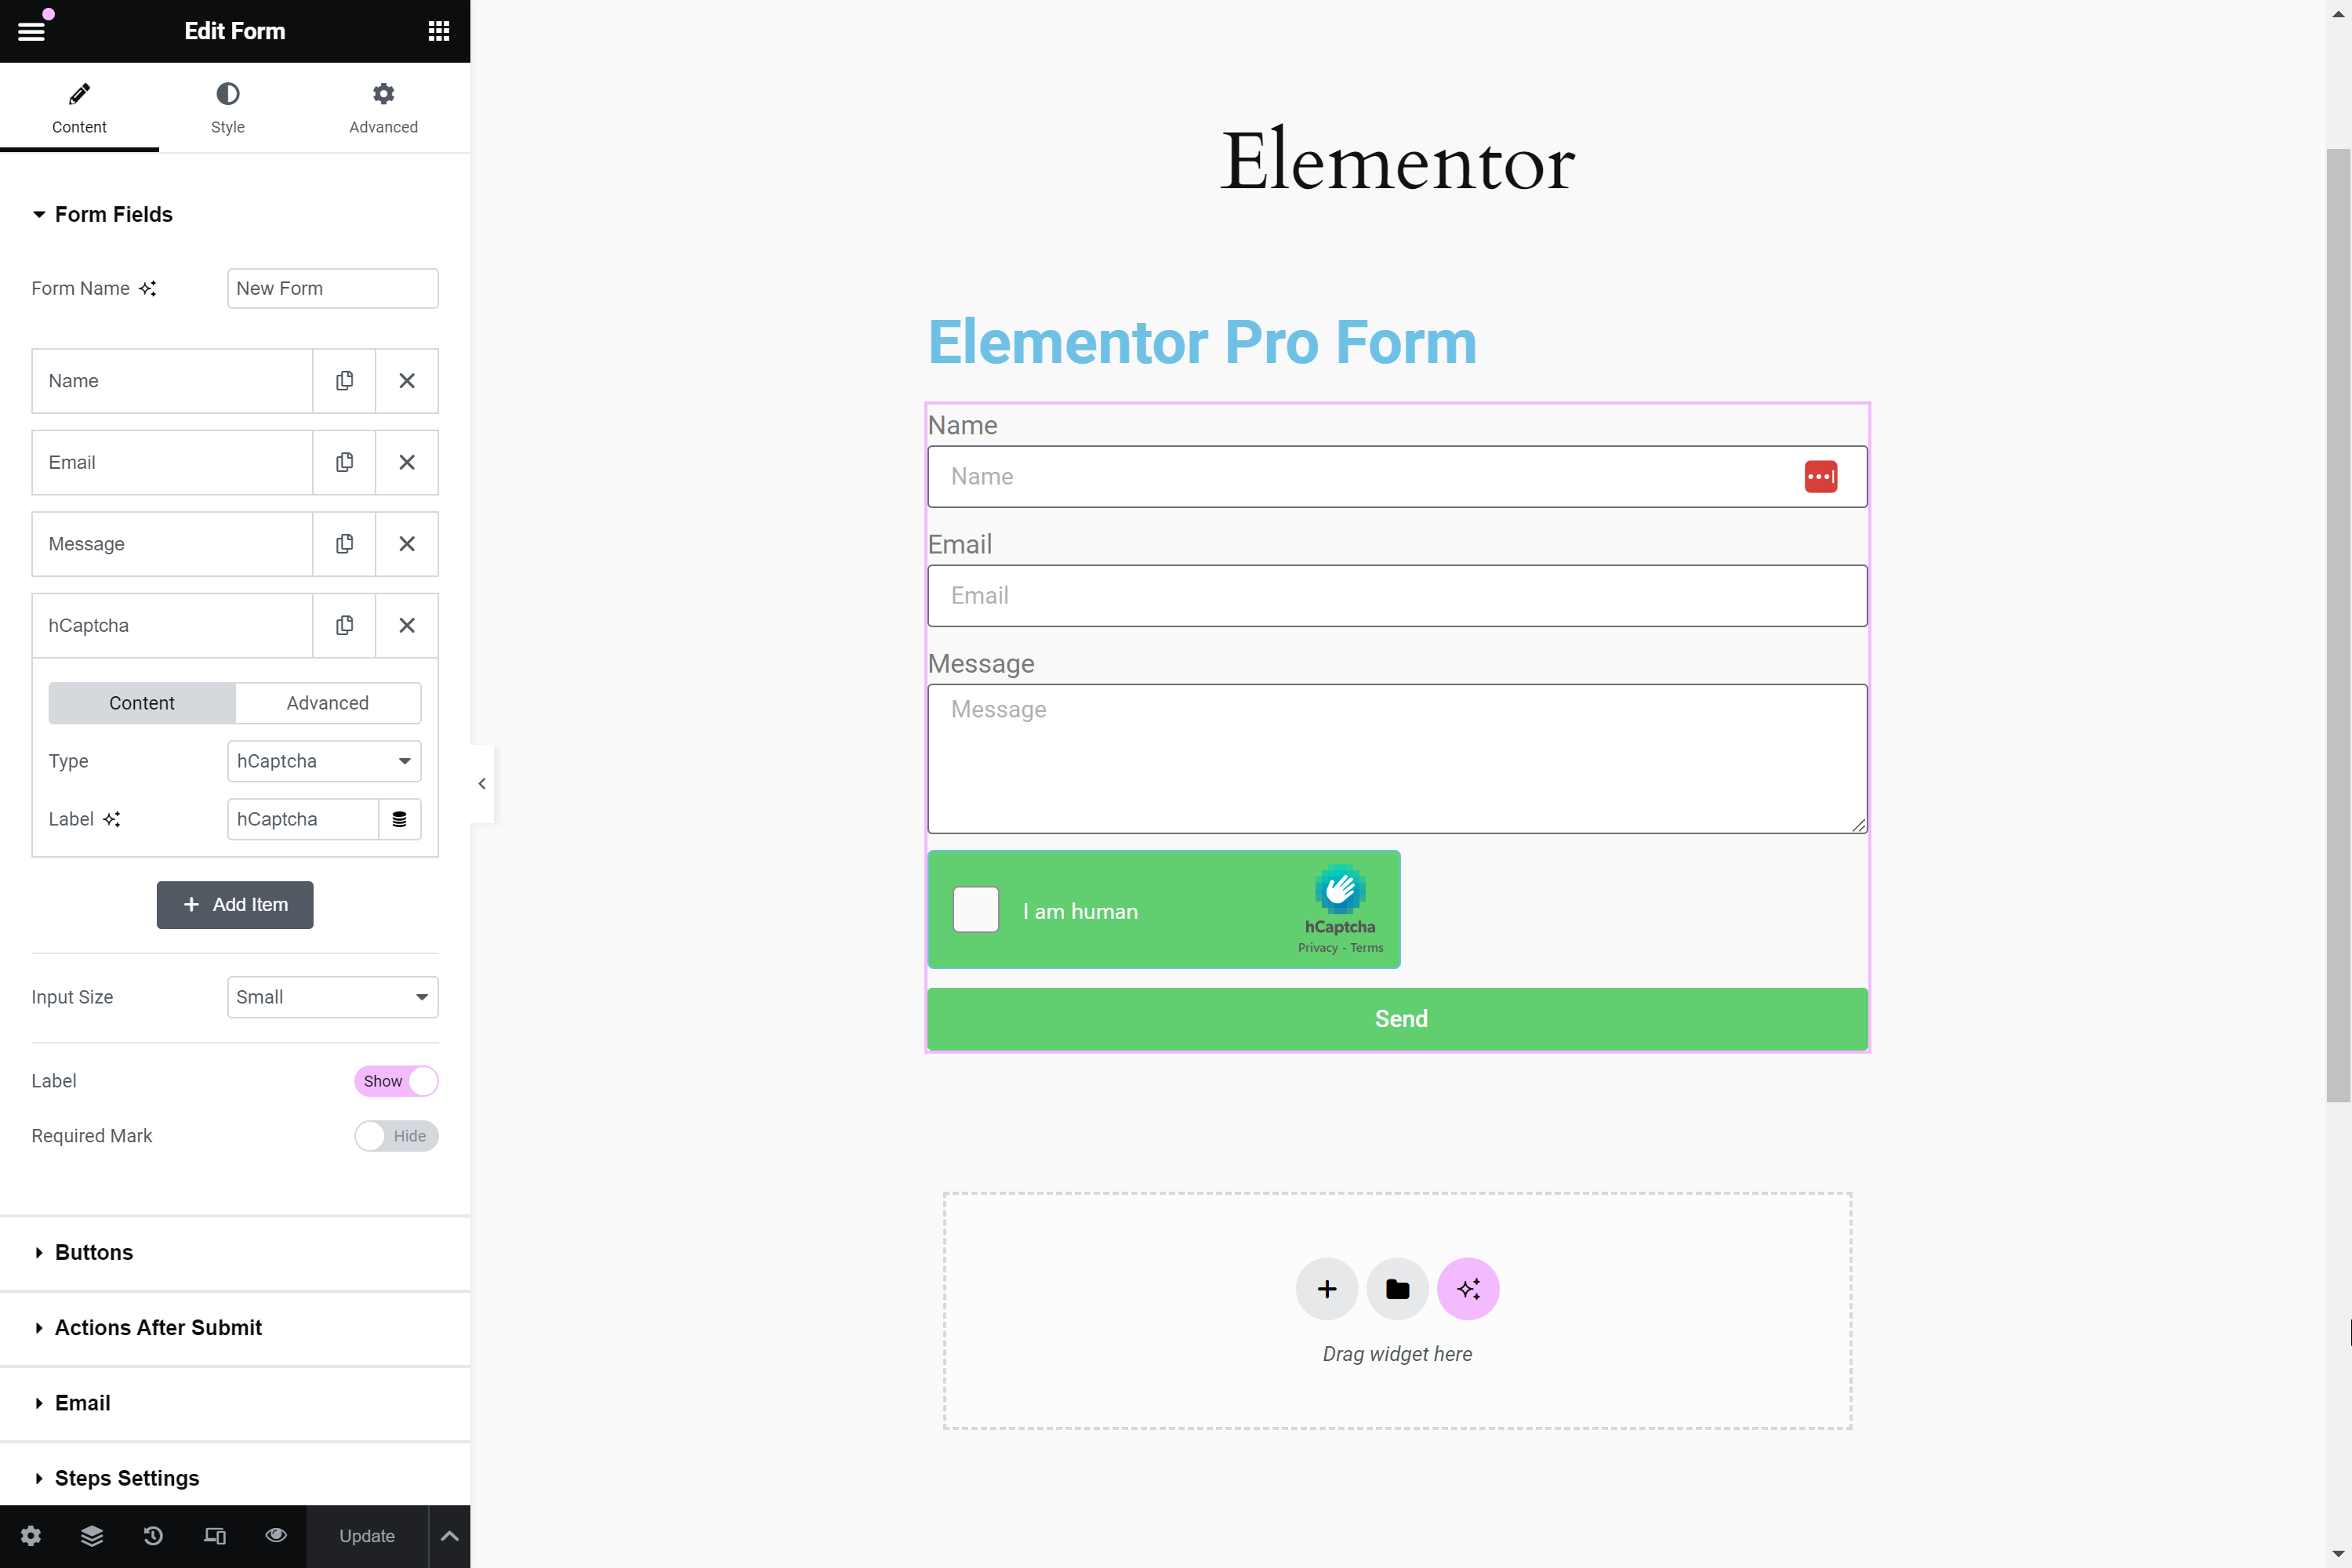 Edit Form
Content
Style
Advanced
Form Fields
Form Name
New Form
Name
Email
Message
hCaptcha
Content
Advanced
Type
hCaptcha
Label
hCaptcha
Add Item
Input Size
Small
Label
Show
Required Mark
Hide
Buttons
Actions After Submit
Email
Steps Settings
Update
Elementor
Elementor Pro Form
Name
Name
Email
Email
Message
Message
I am human
hCaptcha
Privacy - Terms
Send
Drag widget here